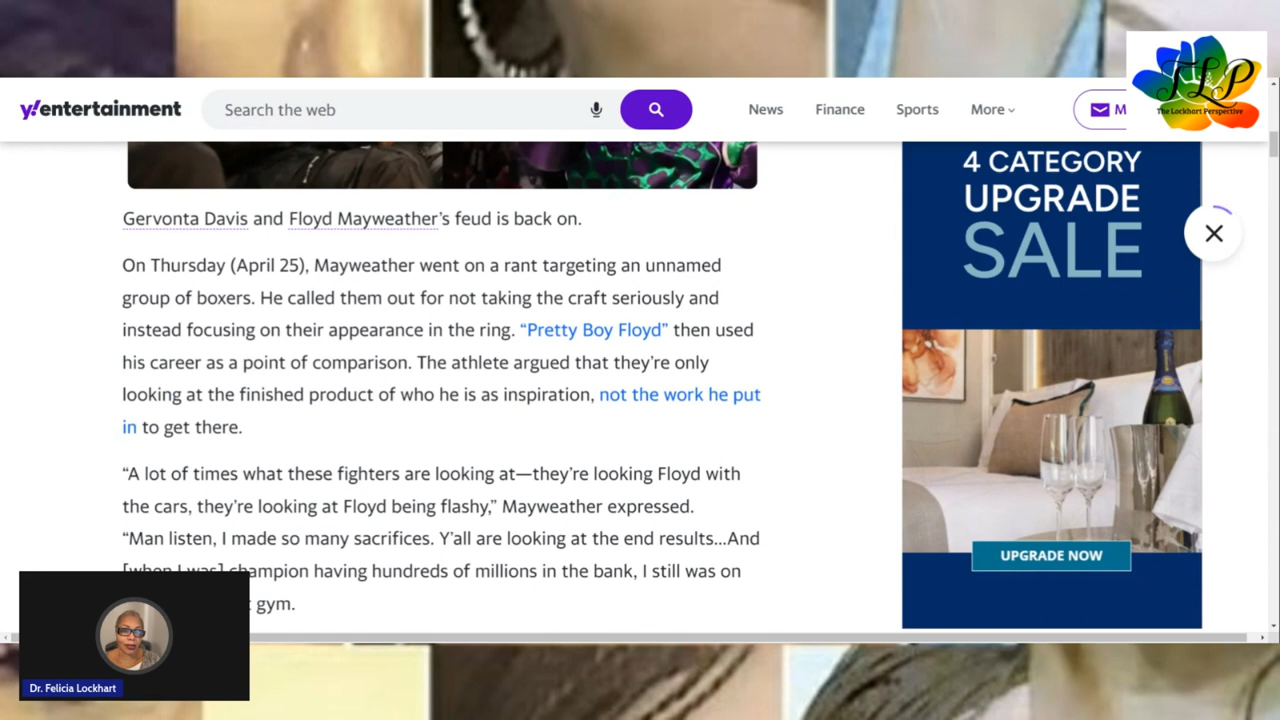 y!entertainment
Search the web
News
Finance
Sports
More
M
TLP
The Lockhart Perspective
4 CATEGORY
UPGRADE
SALE
Gervonta Davis and Floyd Mayweather's feud is back on.
On Thursday (April 25), Mayweather went on a rant targeting an unnamed
group of boxers. He called them out for not taking the craft seriously and
instead focusing on their appearance in the ring. “Pretty Boy Floyd” then used
his career as a point of comparison. The athlete argued that they're only
looking at the finished product of who he is as inspiration, not the work he put
in to get there.
“A lot of times what these fighters are looking at—they're looking Floyd with
the cars, they're looking at Floyd being flashy,” Mayweather expressed.
“Man listen, I made so many sacrifices. Y'all are looking at the end results...And
[when I was] champion having hundreds of millions in the bank, I still was on
gym.
UPGRADE NOW
Dr. Felicia Lockhart